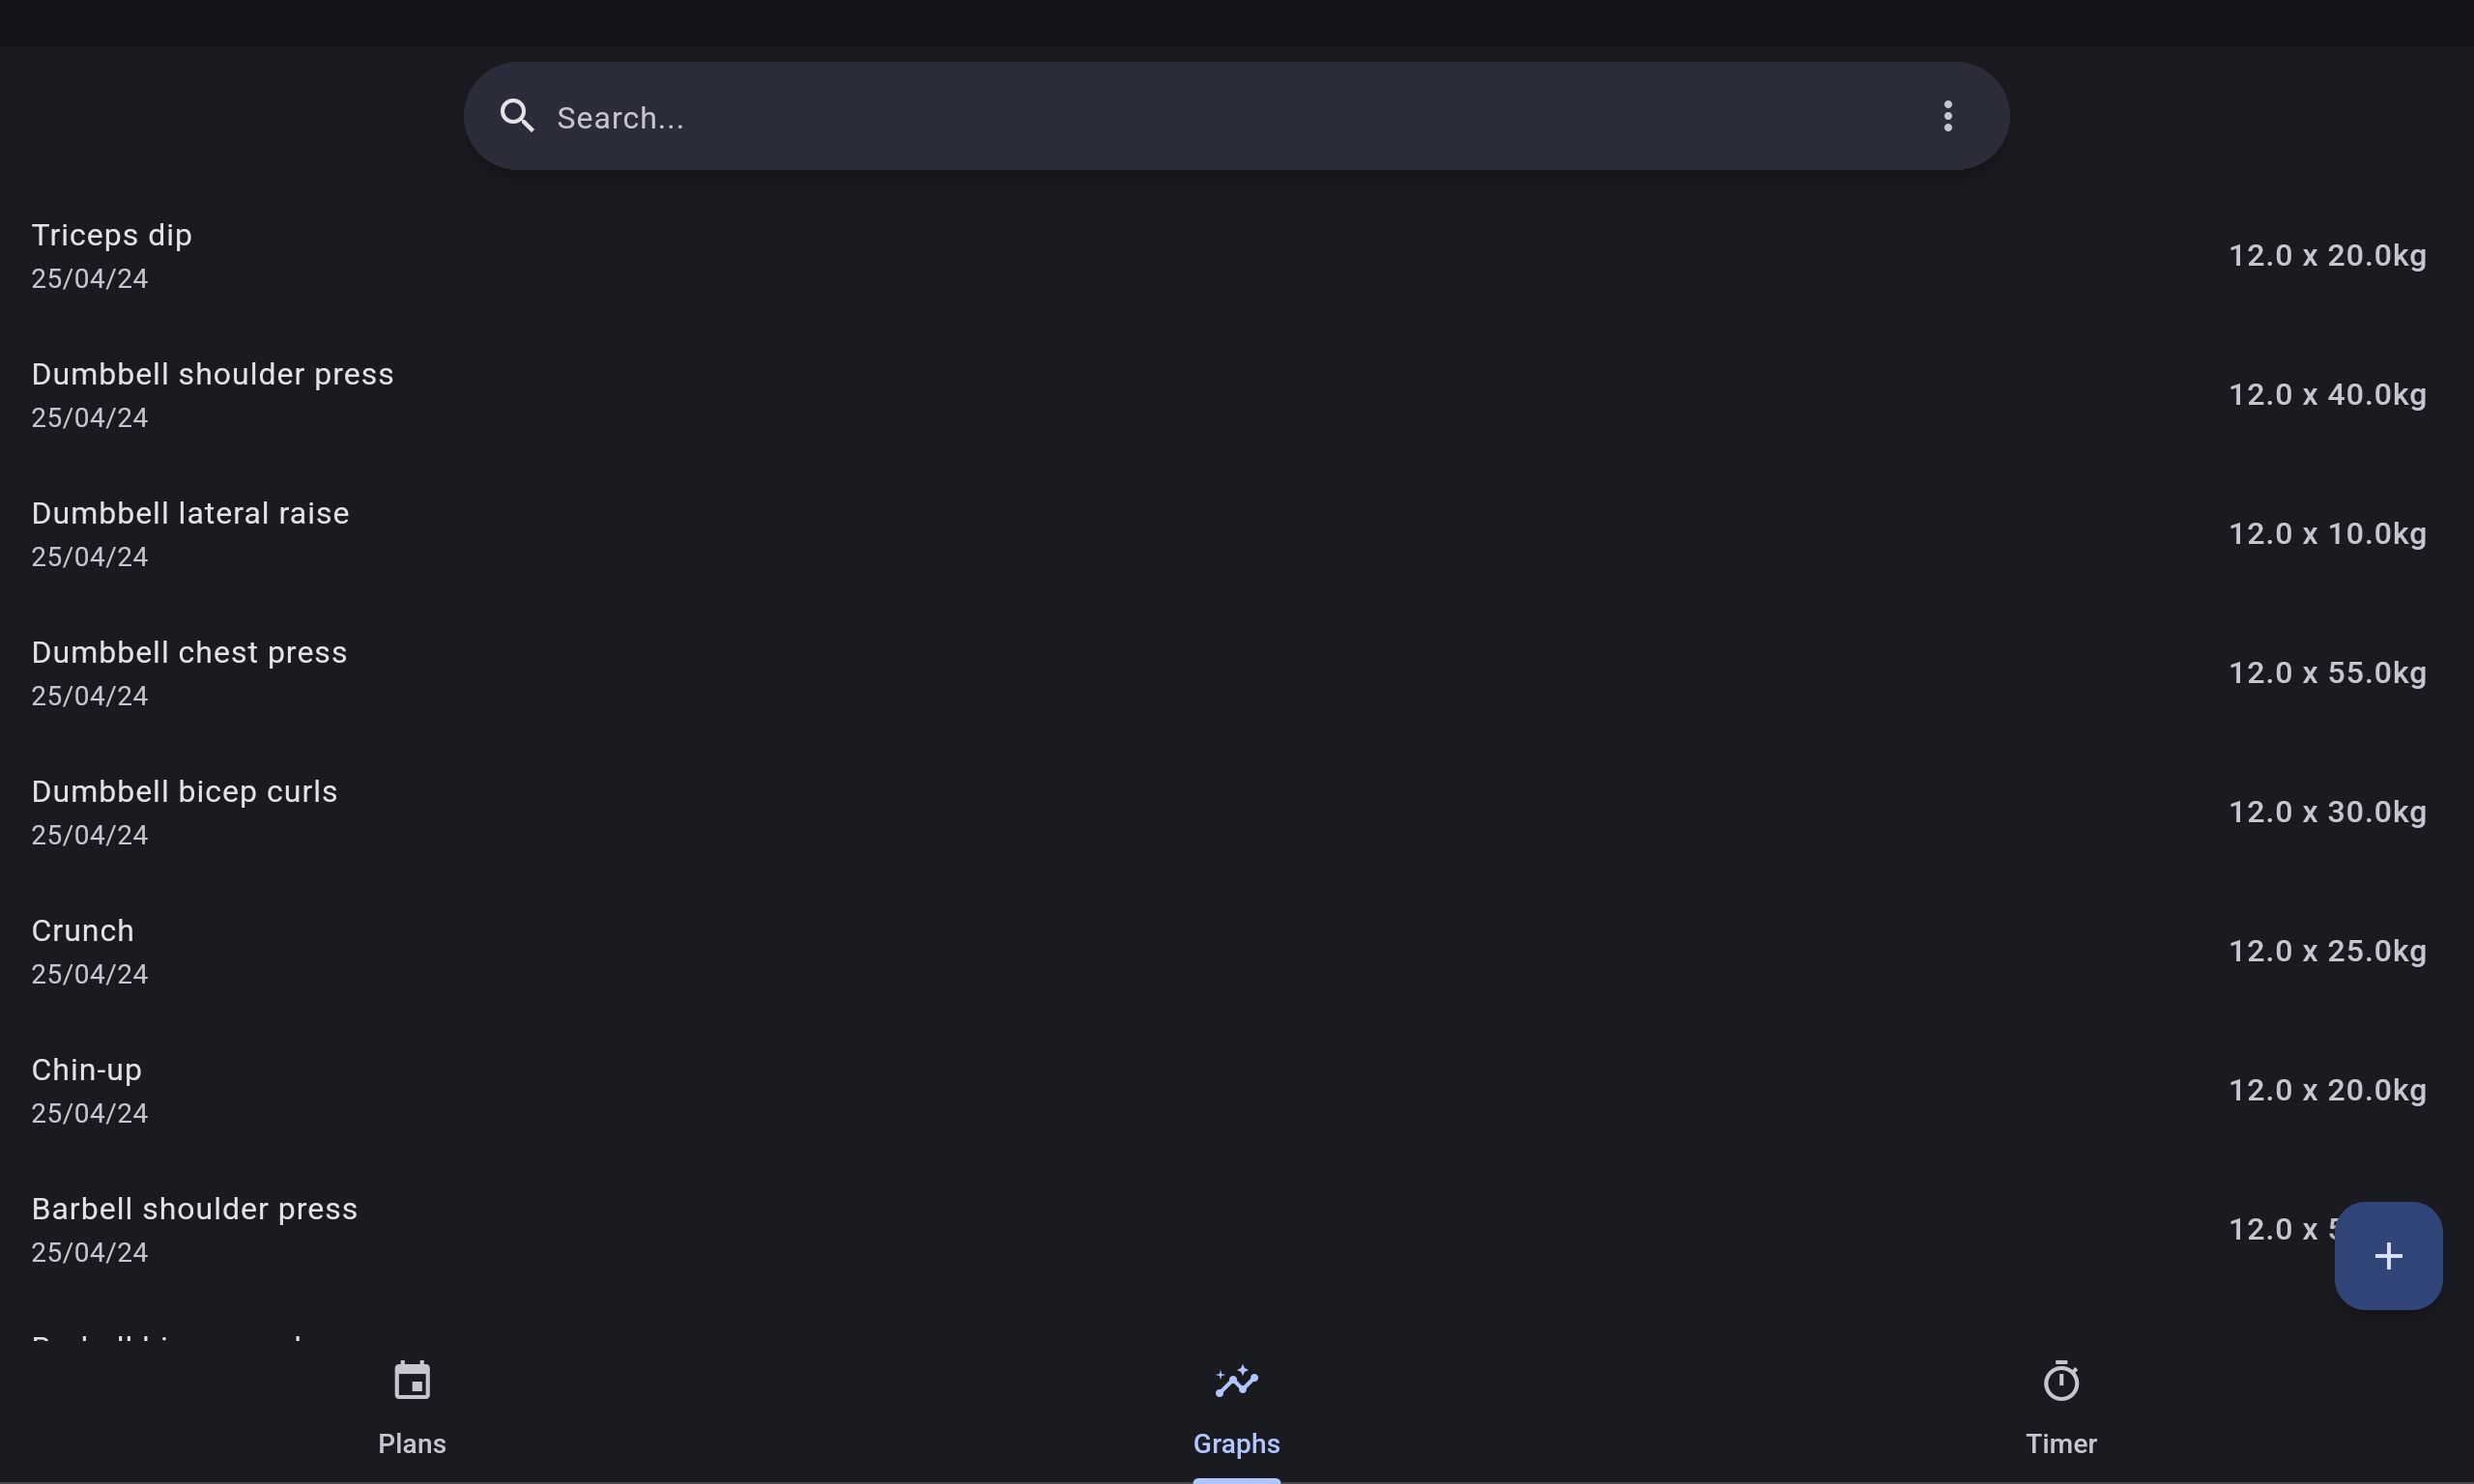 Search...
Triceps dip
25/04/24
12.0 x 20.0kg
Dumbbell shoulder press
25/04/24
12.0 x 40.0kg
Dumbbell lateral raise
25/04/24
12.0 x 10.0kg
Dumbbell chest press
25/04/24
12.0 x 55.0kg
Dumbbell bicep curls
25/04/24
12.0 x 30.0kg
Crunch
25/04/24
12.0 x 25.0kg
Chin-up
25/04/24
12.0 x 20.0kg
Barbell shoulder press
25/04/24
12.0 x
Plans
Graphs
Timer